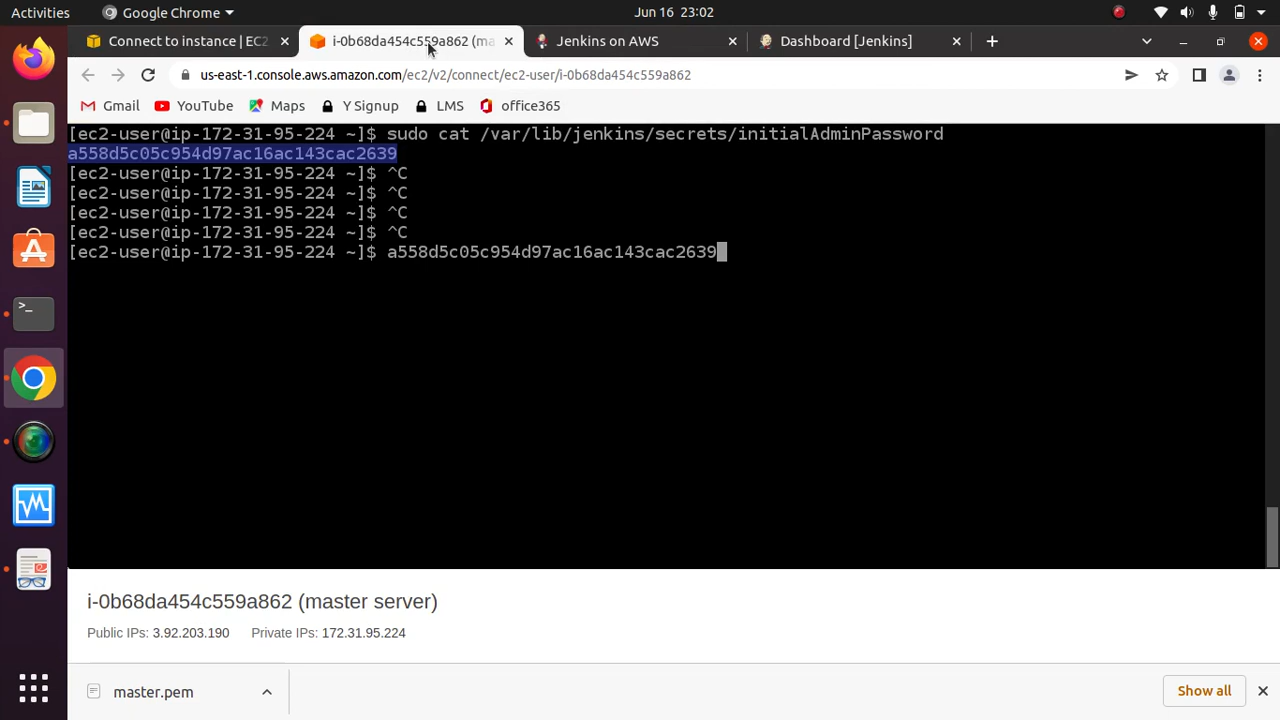 Activities
Google Chrome
Jun 16 23:02
Connect to instance | EC2
i-0b68da454c559a862 (ma
Jenkins on AWS
Dashboard [Jenkins]
us-east-1.console.aws.amazon.com/ec2/v2/connect/ec2-user/i-0b68da454c559a862
Gmail
YouTube
Maps
Y Signup
LMS
office365
[ec2-user@ip-172-31-95-224 ~]$ sudo cat /var/lib/jenkins/secrets/initialAdminPassword
a558d5c05c954d97ac16ac143cac2639
[ec2-user@ip-172-31-95-224 ~]$ ^C
[ec2-user@ip-172-31-95-224 ~]$ ^C
[ec2-user@ip-172-31-95-224 ~]$ ^C
[ec2-user@ip-172-31-95-224 ~]$ ^C
[ec2-user@ip-172-31-95-224 ~]$ a558d5c05c954d97ac16ac143cac2639
i-0b68da454c559a862 (master server)
Public IPs: 3.92.203.190
Private IPs: 172.31.95.224
master.pem
Show all